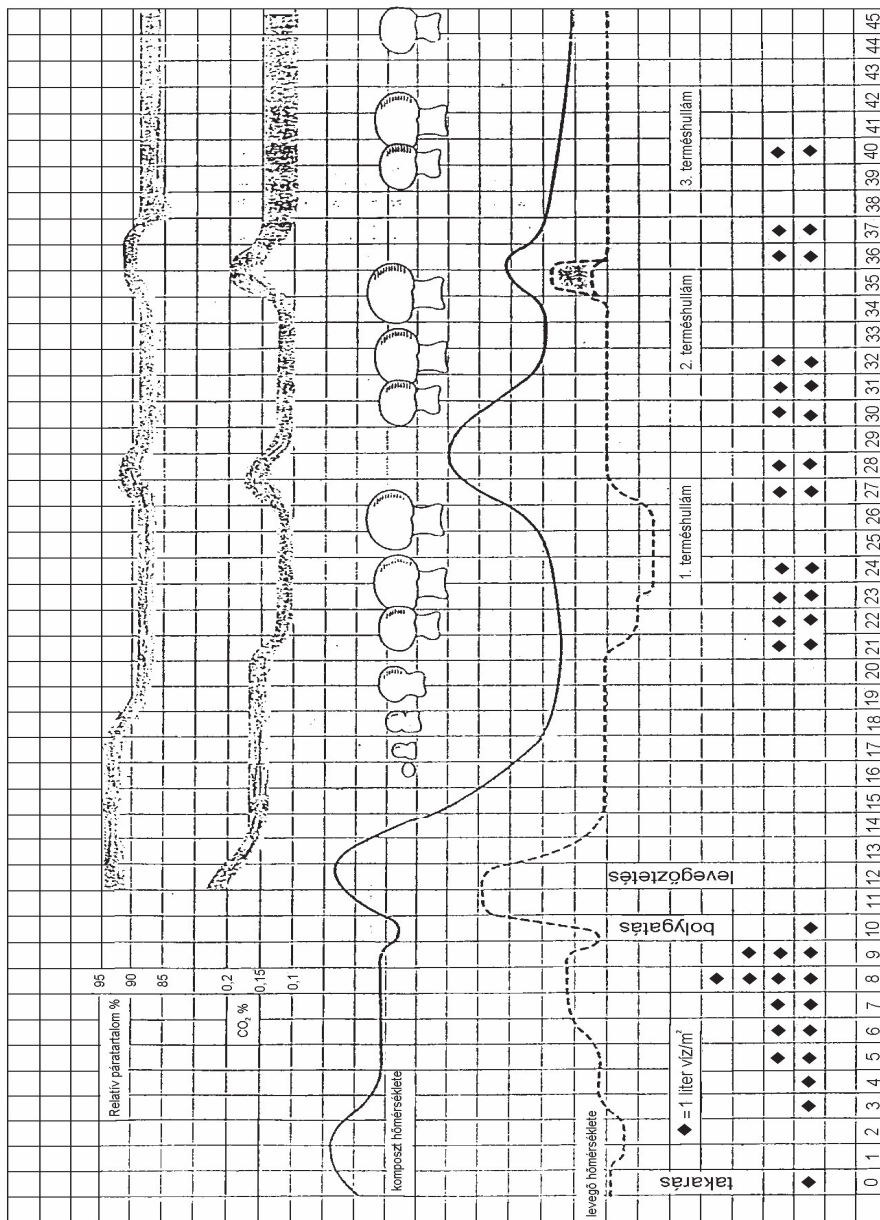 Relatív páratartalom %
95
90
85
CO₂ %
0,2
0,15
0,1
komposzt hőmérséklete
levegő hőmérséklete
◆ = 1 liter víz/m²
takarás
bolygatás
levegőztetés
1. terméshullám
2. terméshullám
3. terméshullám
0 1 2 3 4 5 6 7 8 9 10 11 12 13 14 15 16 17 18 19 20 21 22 23 24 25 26 27 28 29 30 31 32 33 34 35 36 37 38 39 40 41 42 43 44 45